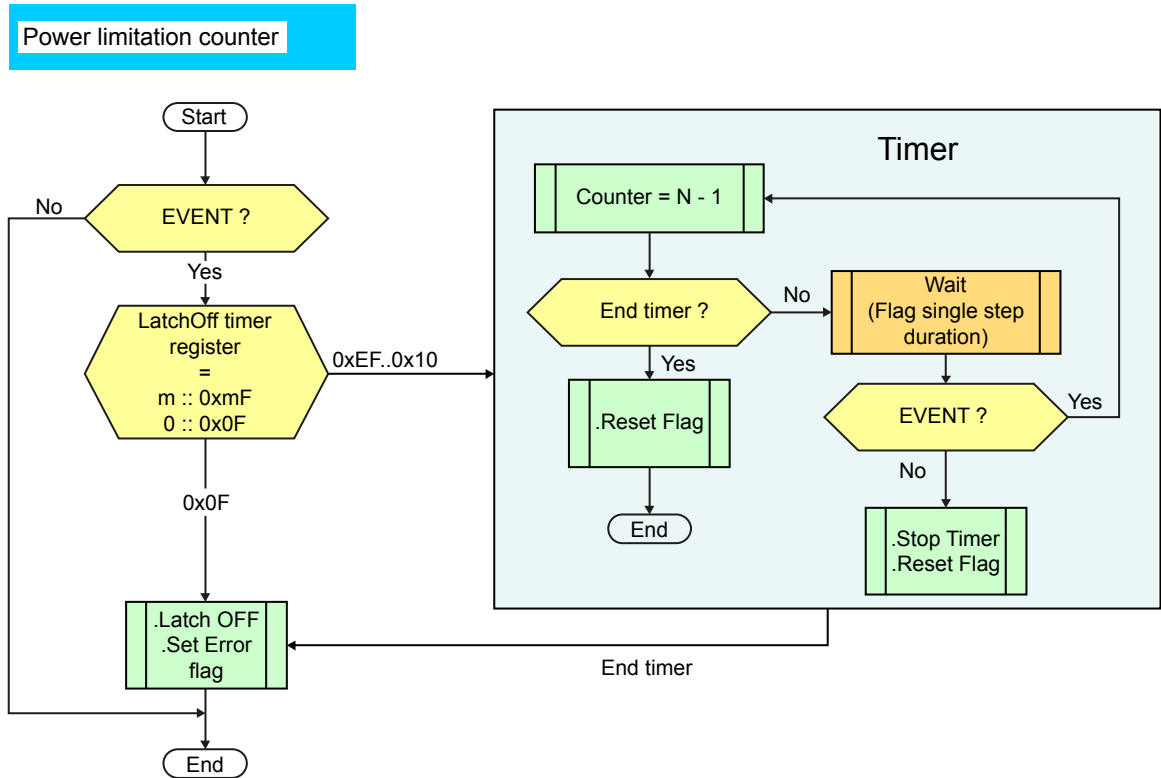 Power limitation counter
Start
No
EVENT ?
Yes
LatchOff timer
register
=
m :: 0xmF
0 :: 0x0F
0xEF..0x10
0x0F
.Latch OFF
.Set Error
flag
End
Timer
Counter = N - 1
End timer ?
No
Yes
.Reset Flag
End
Wait
(Flag single step
duration)
EVENT ?
Yes
No
.Stop Timer
.Reset Flag
End timer